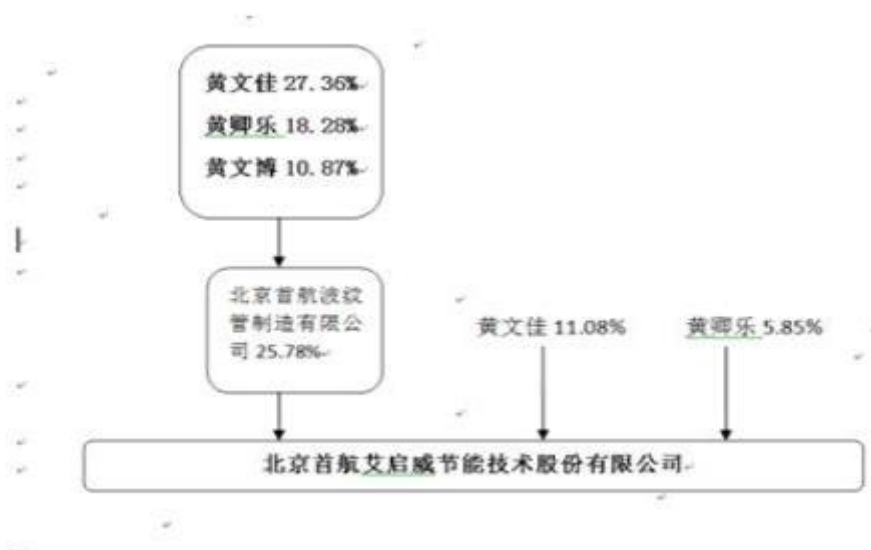 黄文佳 27.36%
黄卿乐 18.28%
黄文博 10.87%
北京首航波纹
管制造有限公
司 25.78%
黄文佳 11.08%
黄卿乐 5.85%
北京首航艾启威节能技术股份有限公司